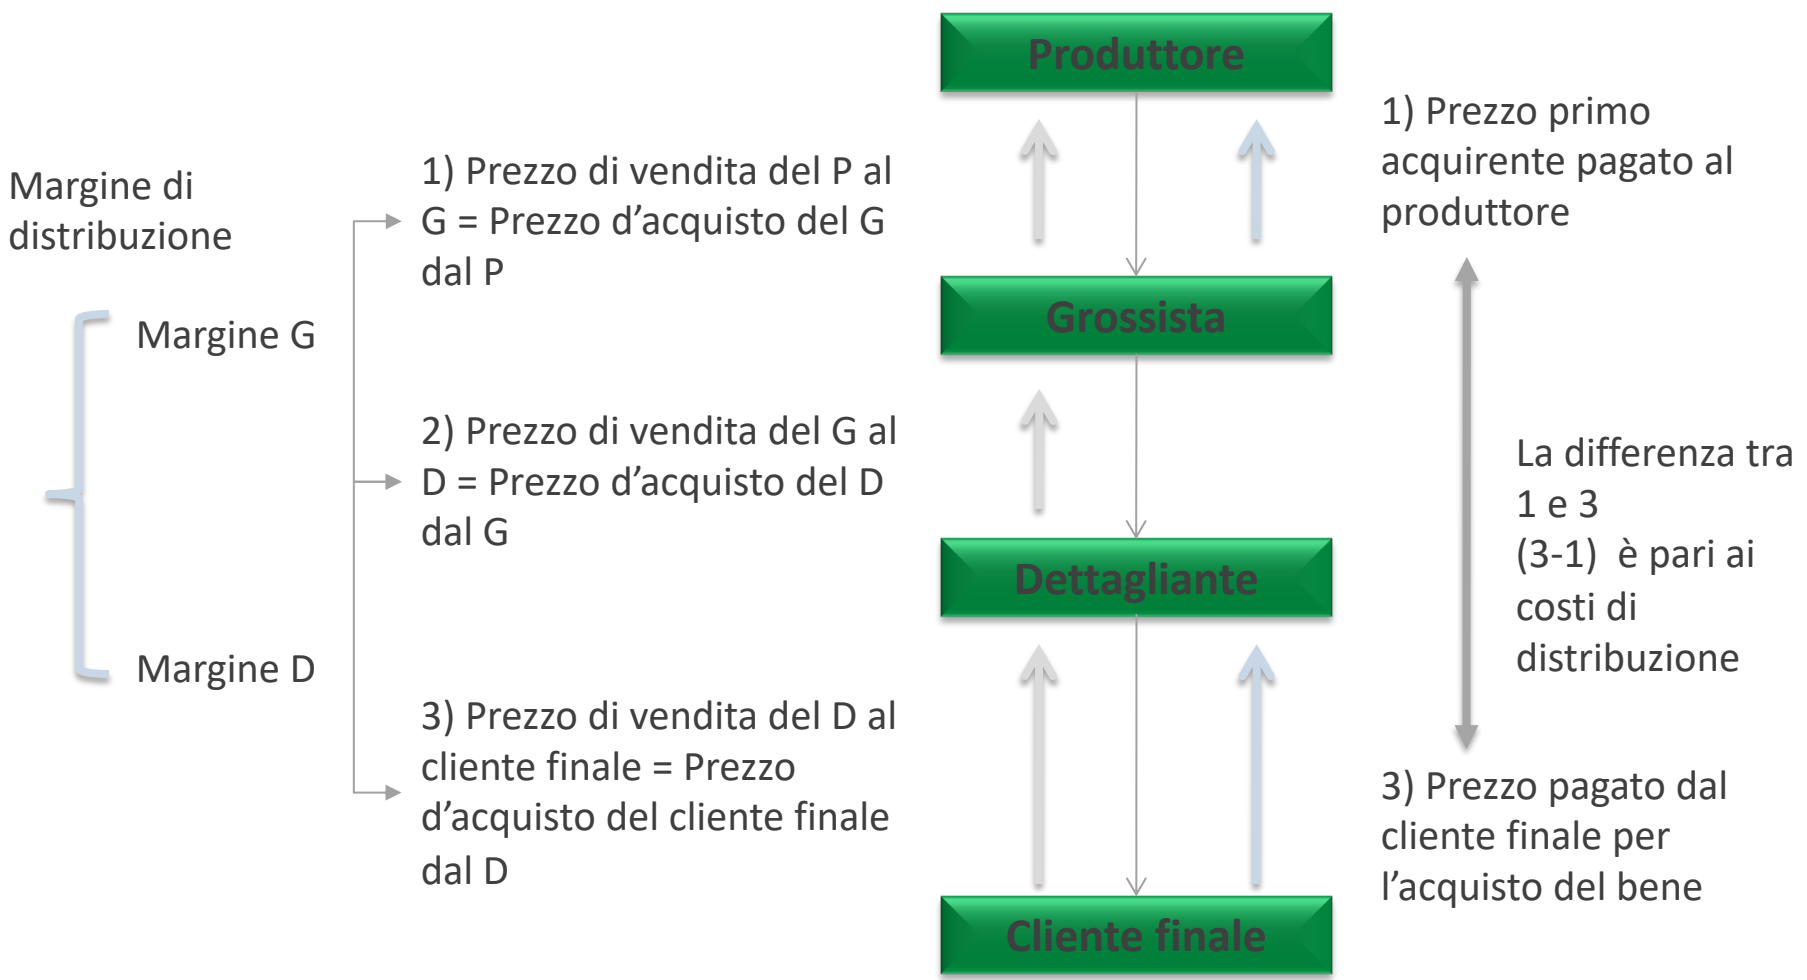 Produttore
1) Prezzo primo
acquirente pagato al
produttore
Margine di
distribuzione
1) Prezzo di vendita del P al
G = Prezzo d’acquisto del G
dal P
Margine G
Grossista
2) Prezzo di vendita del G al
D = Prezzo d’acquisto del D
dal G
La differenza tra
1 e 3
(3-1) è pari ai
costi di
distribuzione
Dettagliante
Margine D
3) Prezzo di vendita del D al
cliente finale = Prezzo
d’acquisto del cliente finale
dal D
3) Prezzo pagato dal
cliente finale per
l’acquisto del bene
Cliente finale